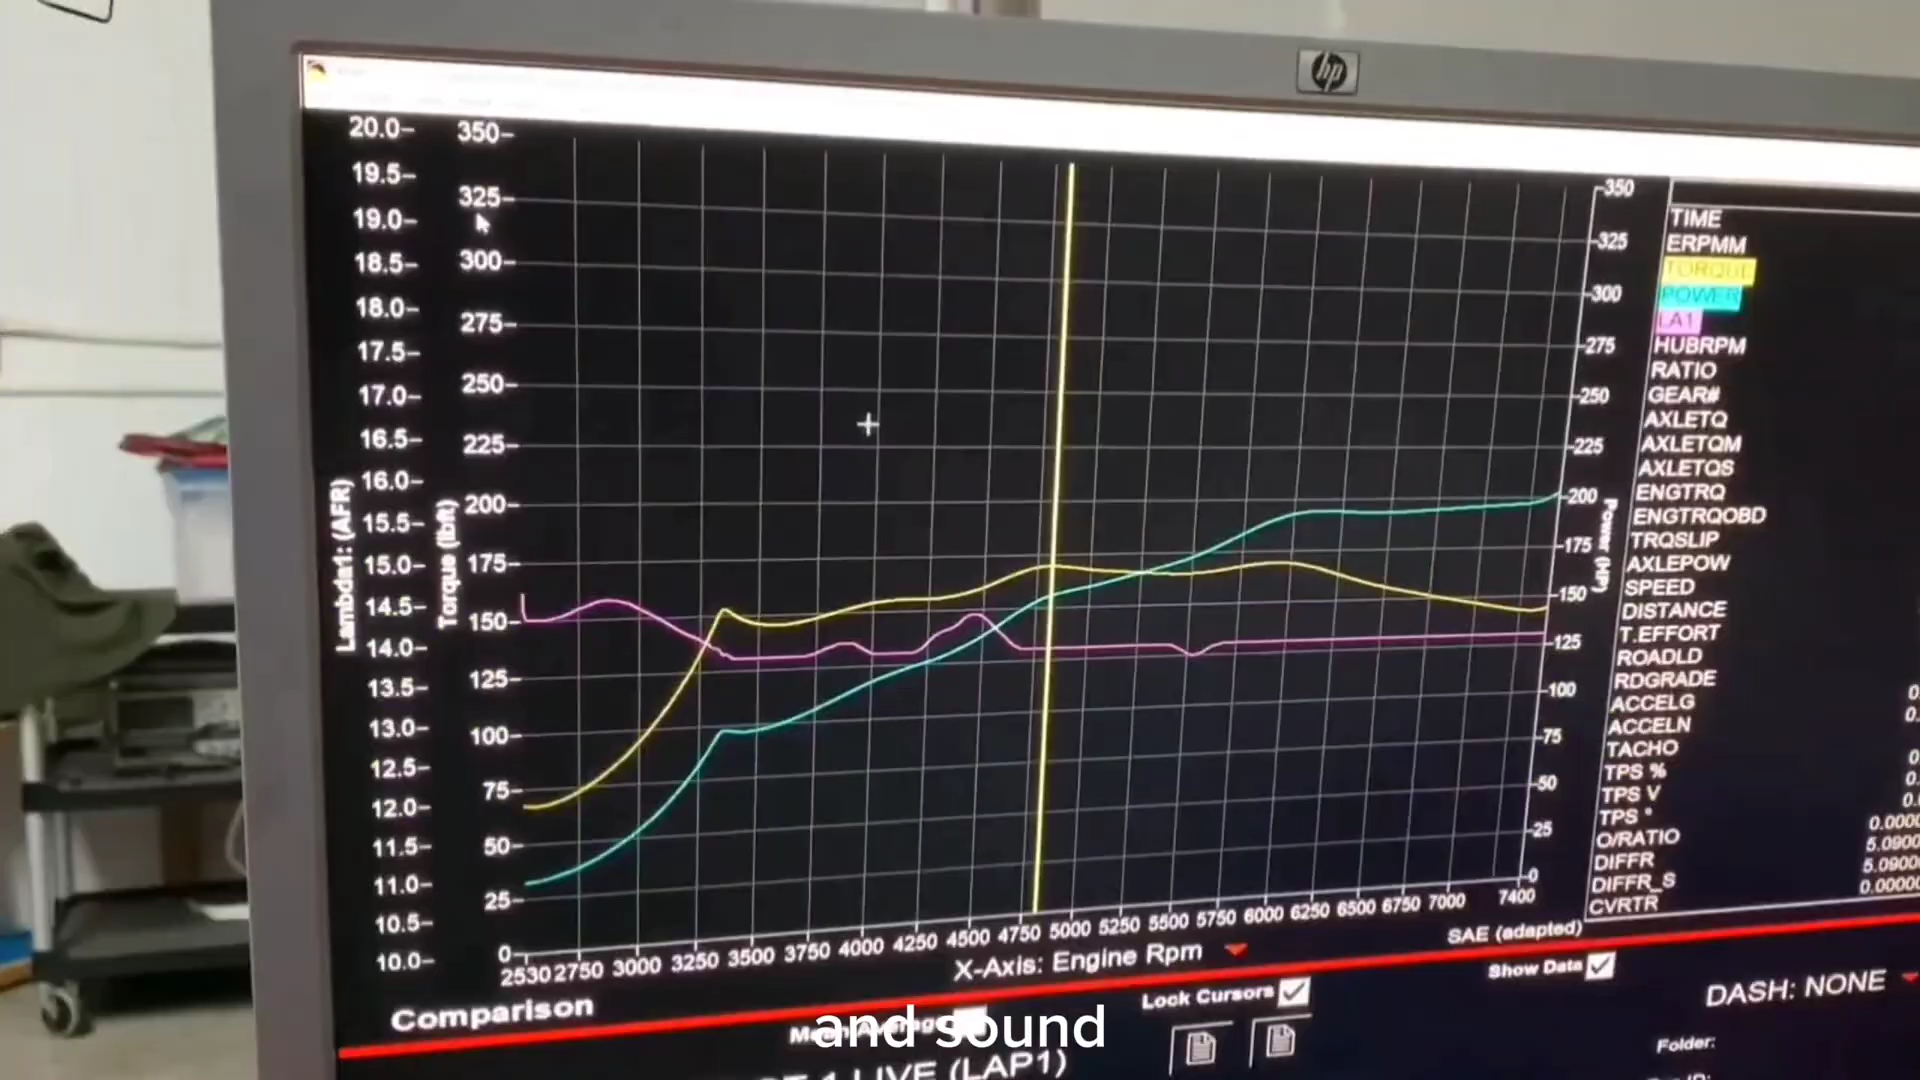 hp
20.0
19.5
19.0
18.5
18.0
17.5
17.0
16.5
16.0
15.5
15.0
14.5
14.0
13.5
13.0
12.5
12.0
11.5
11.0
10.5
10.0
Lambda1: (AFR)
350
325
300
275
250
225
200
175
150
125
100
75
50
25
0
Torque (lbft)
350
325
300
275
250
225
200
175
150
125
100
75
50
25
0
Power (HP)
2530 2750 3000 3250 3500 3750 4000 4250 4500 4750 5000 5250 5500 5750 6000 6250 6500 6750 7000 7400
X-Axis: Engine Rpm
SAE (adapted)
TIME
ERPMM
TORQUE
POWER
LA1
HUBRPM
RATIO
GEAR#
AXLETQ
AXLETQM
AXLETQS
ENGTRQ
ENGTRQOBD
TRQSLIP
AXLEPOW
SPEED
DISTANCE
T.EFFORT
ROADLD
RDGRADE
ACCELG
ACCELN
TACHO
TPS %
TPS V
TPS °
O/RATIO 0.0000
DIFFR 5.0900
DIFFR_S 5.0900
CVRTR 0.00000
Comparison
Lock Cursors
Show Data
DASH: NONE
and sound
1 LIVE (LAP1)
Folder: